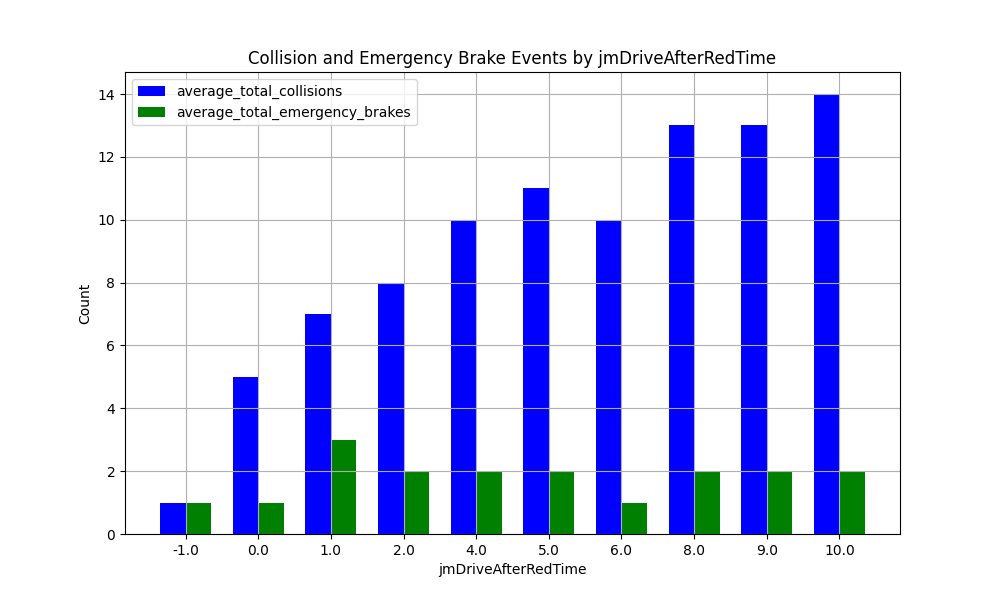 Collision and Emergency Brake Events by jmDriveAfterRedTime
average_total_collisions
average_total_emergency_brakes
14
12
10
8
6
4
2
0
Count
-1.0 0.0 1.0 2.0 4.0 5.0 6.0 8.0 9.0 10.0
jmDriveAfterRedTime